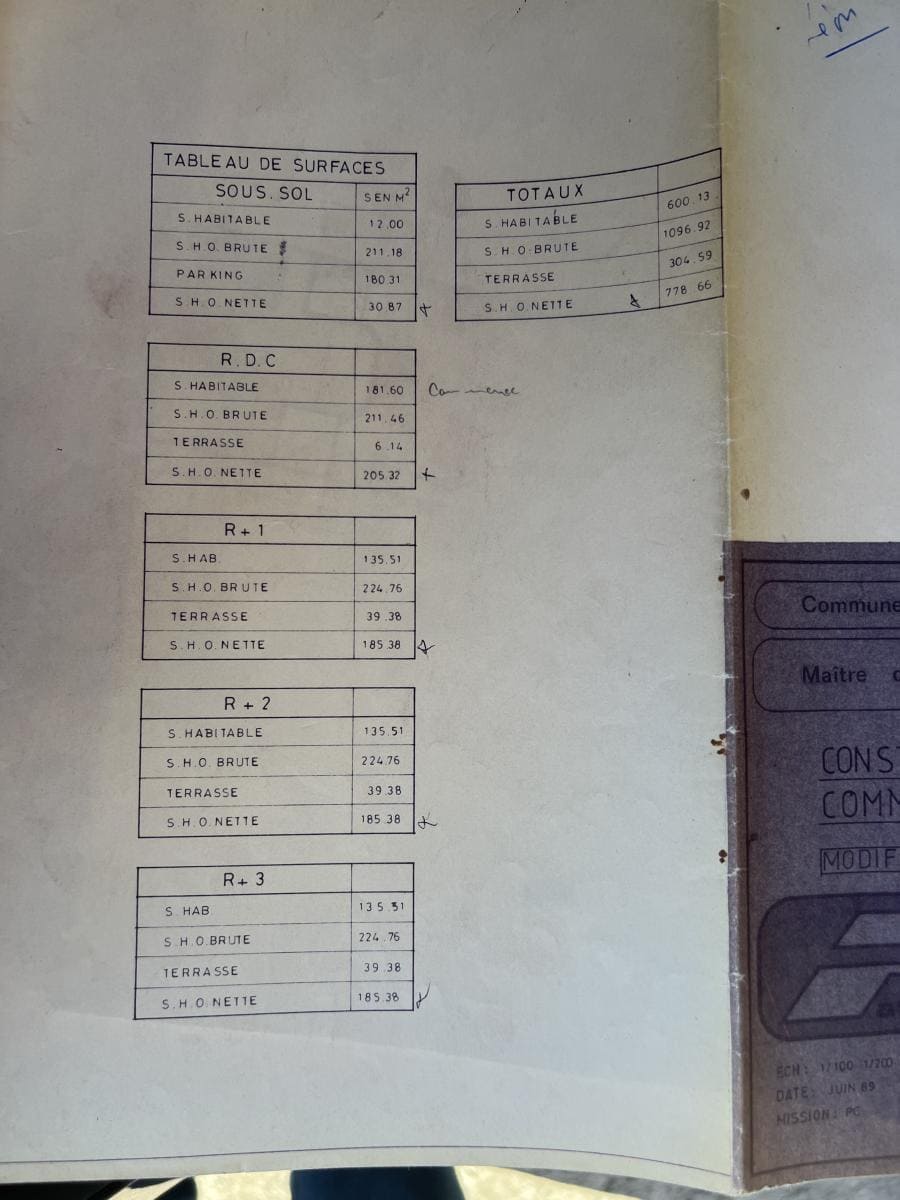 TABLEAU DE SURFACES
SOUS.SOL S EN M²
S.HABITABLE 12.00
S.H.O.BRUTE 211.18
PARKING 180.31
S.H.O.NETTE 30.87
TOTAUX
S.HABITABLE 600.13
S.H.O.BRUTE 1096.92
TERRASSE 304.59
S.H.O.NETTE 778.66
R.D.C
S.HABITABLE 181.60
S.H.O.BRUTE 211.46
TERRASSE 6.14
S.H.O.NETTE 205.32
R+1
S.HAB. 135.51
S.H.O.BRUTE 224.76
TERRASSE 39.38
S.H.O.NETTE 185.38
R+2
S.HABITABLE 135.51
S.H.O.BRUTE 224.76
TERRASSE 39.38
S.H.O.NETTE 185.38
R+3
S.HAB. 135.51
S.H.O.BRUTE 224.76
TERRASSE 39.38
S.H.O.NETTE 185.38
Commune
Maître
CONST
COMM
MODIF
ECH: 1/100 1/200
DATE: JUIN 89
MISSION: PC